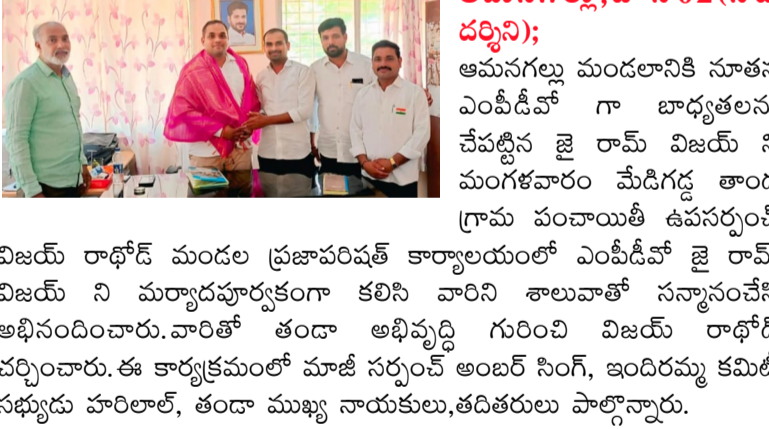 దర్శిని);
ఆమనగల్లు మండలానికి నూతన
ఎంపీడీవో గా బాధ్యతలను
చేపట్టిన జై రామ్ విజయ్ ని
మంగళవారం మేడిగడ్డ తాండ
గ్రామ పంచాయితీ ఉపసర్పంచ్
విజయ్ రాథోడ్ మండల ప్రజాపరిషత్ కార్యాలయంలో ఎంపీడీవో జై రామ్
విజయ్ ని మర్యాదపూర్వకంగా కలిసి వారిని శాలువాతో సన్మానంచేసి
అభినందించారు.వారితో తండా అభివృద్ధి గురించి విజయ్ రాథోడ్
చర్చించారు.ఈ కార్యక్రమంలో మాజీ సర్పంచ్ అంబర్ సింగ్, ఇందిరమ్మ కమిటీ
సభ్యుడు హరిలాల్, తండా ముఖ్య నాయకులు,తదితరులు పాల్గొన్నారు.